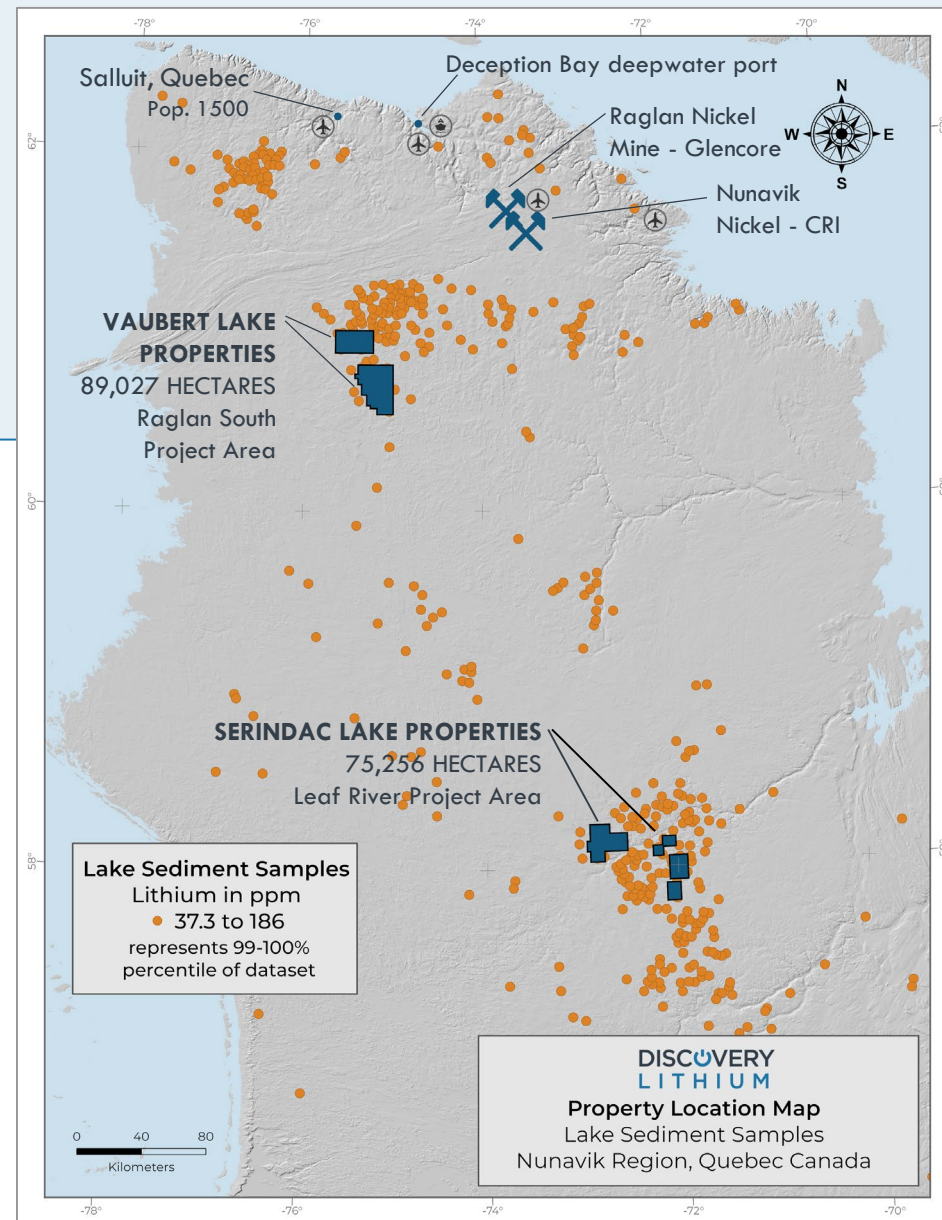 -78°
-76°
-74°
-72°
-70°
Salluit, Quebec
Pop. 1500
Deception Bay deepwater port
Raglan Nickel
Mine - Glencore
Nunavik
Nickel - CRI
N
W
E
S
62°
VAUBERT LAKE
PROPERTIES
89,027 HECTARES
Raglan South
Project Area
60°
SERINDAC LAKE PROPERTIES
75,256 HECTARES
Leaf River Project Area
58°
Lake Sediment Samples
Lithium in ppm
37.3 to 186
represents 99-100%
percentile of dataset
DISCOVERY
LITHIUM
Property Location Map
Lake Sediment Samples
Nunavik Region, Quebec Canada
0 40 80
Kilometers
-78°
-76°
-74°
-72°
-70°